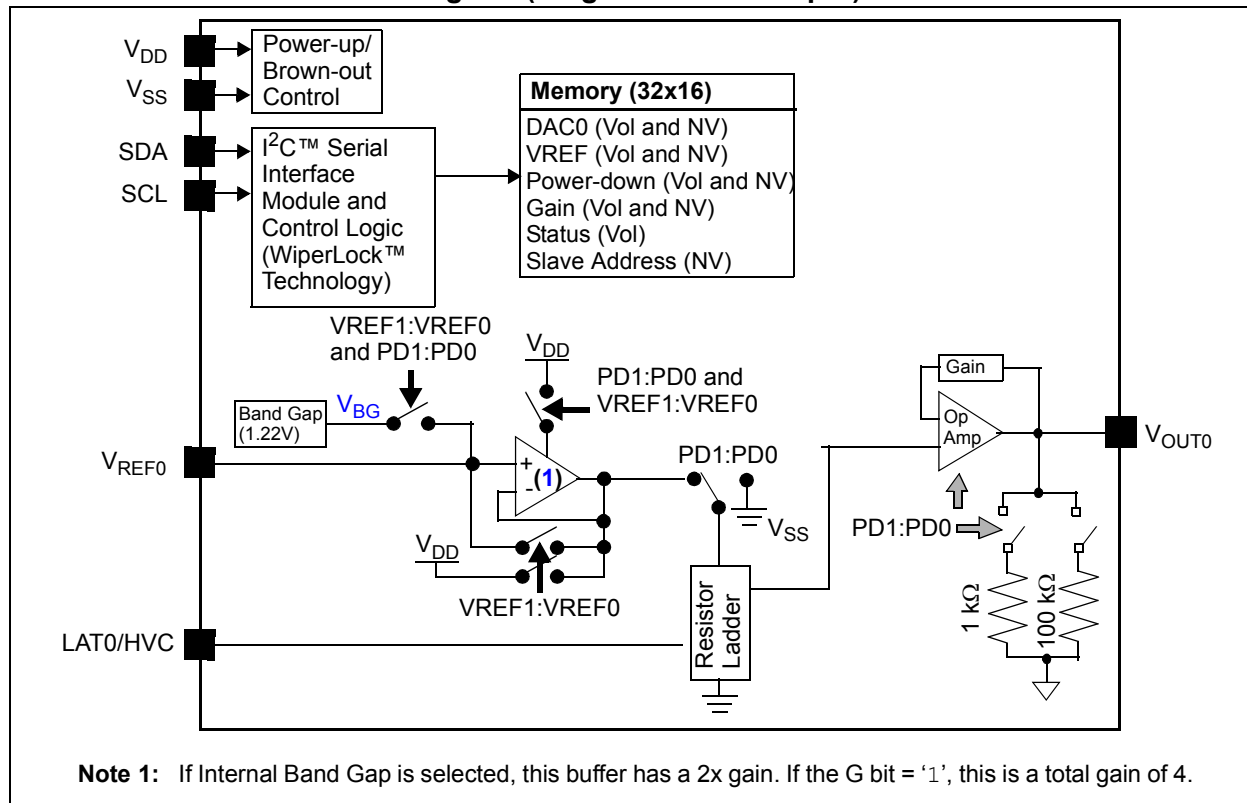 V_DD
V_SS
SDA
SCL
Power-up/
Brown-out
Control
I²C™ Serial
Interface
Module and
Control Logic
(WiperLock™
Technology)
Memory (32x16)
DAC0 (Vol and NV)
VREF (Vol and NV)
Power-down (Vol and NV)
Gain (Vol and NV)
Status (Vol)
Slave Address (NV)
VREF1:VREF0
and PD1:PD0
V_DD
PD1:PD0 and
VREF1:VREF0
Band Gap
(1.22V)
V_BG
V_REF0
+
-
(1)
PD1:PD0
V_SS
V_DD
VREF1:VREF0
LAT0/HVC
Resistor
Ladder
Gain
Op
Amp
V_OUT0
PD1:PD0
1 kΩ
100 kΩ
Note 1: If Internal Band Gap is selected, this buffer has a 2x gain. If the G bit = ‘1’, this is a total gain of 4.